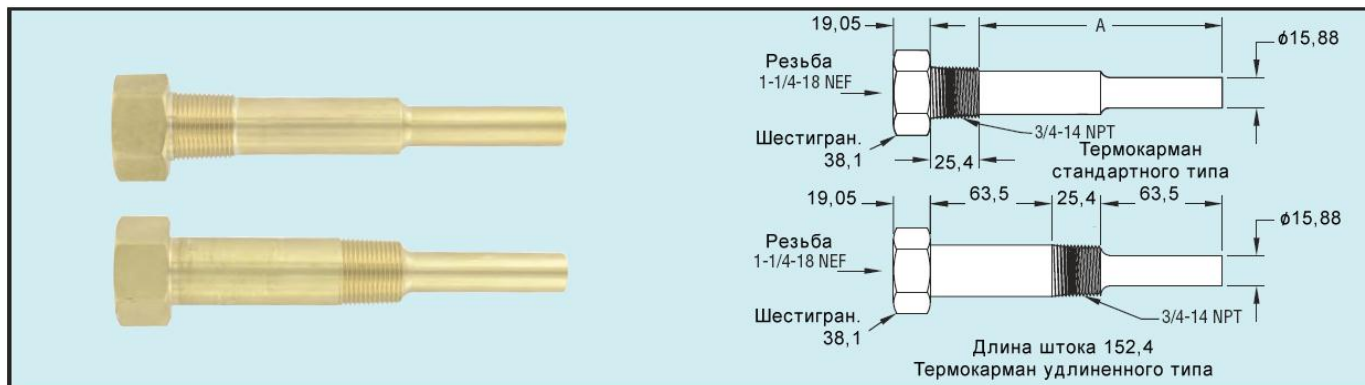 19,05
A
ϕ15,88
Резьба
1-1/4-18 NEF
3/4-14 NPT
Шестигран.
38,1
25,4
Термокарман
стандартного типа
19,05
63,5
25,4
63,5
ϕ15,88
Резьба
1-1/4-18 NEF
Шестигран.
38,1
3/4-14 NPT
Длина штока 152,4
Термокарман удлиненного типа